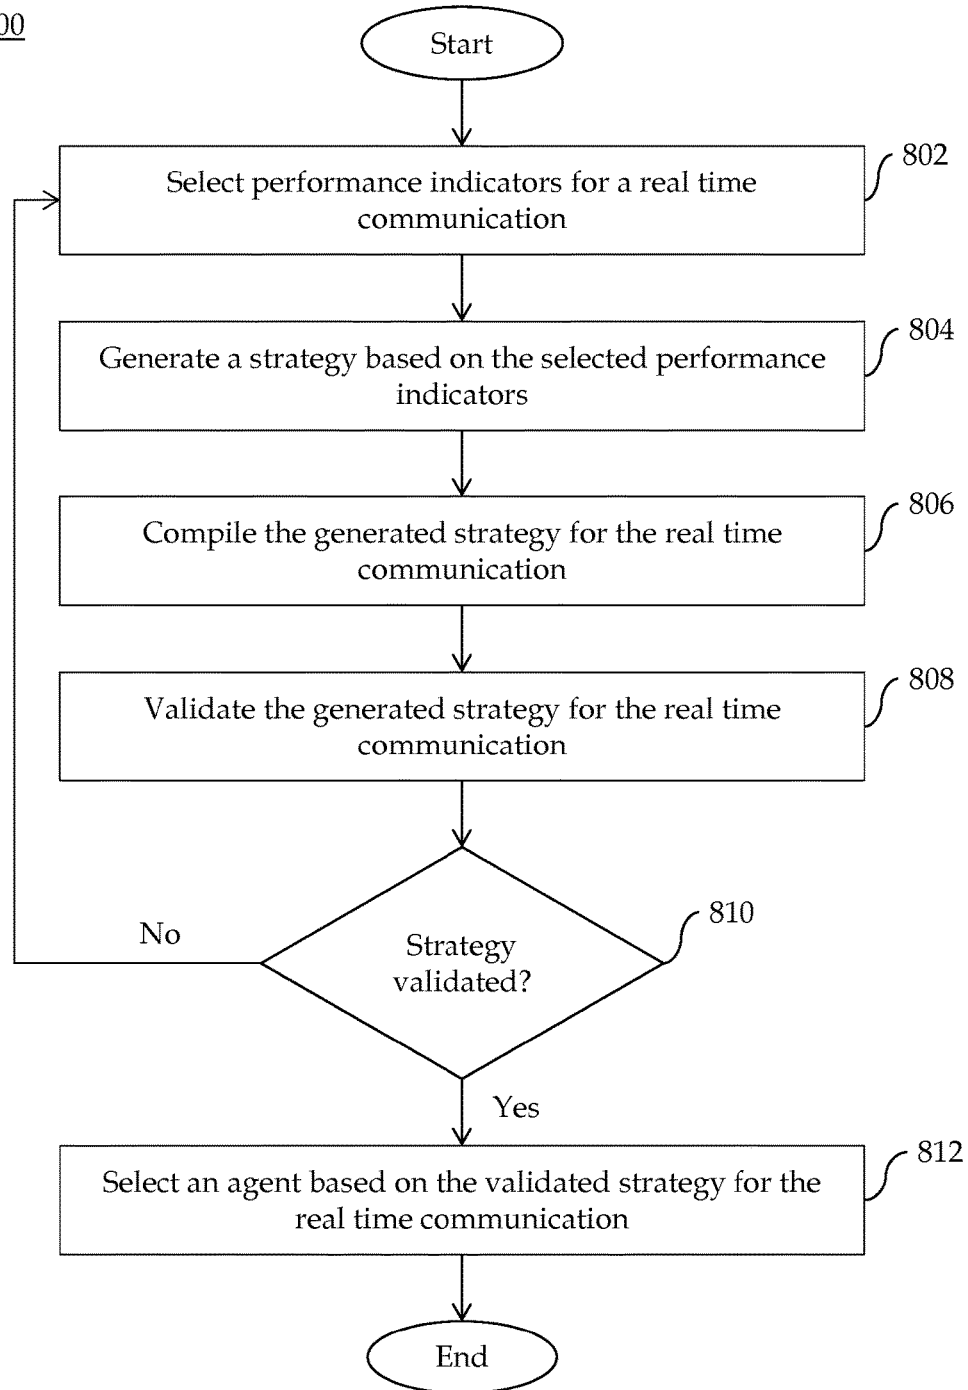 00
Start
802
Select performance indicators for a real time
communication
804
Generate a strategy based on the selected performance
indicators
806
Compile the generated strategy for the real time
communication
808
Validate the generated strategy for the real time
communication
810
No
Strategy
validated?
Yes
812
Select an agent based on the validated strategy for the
real time communication
End